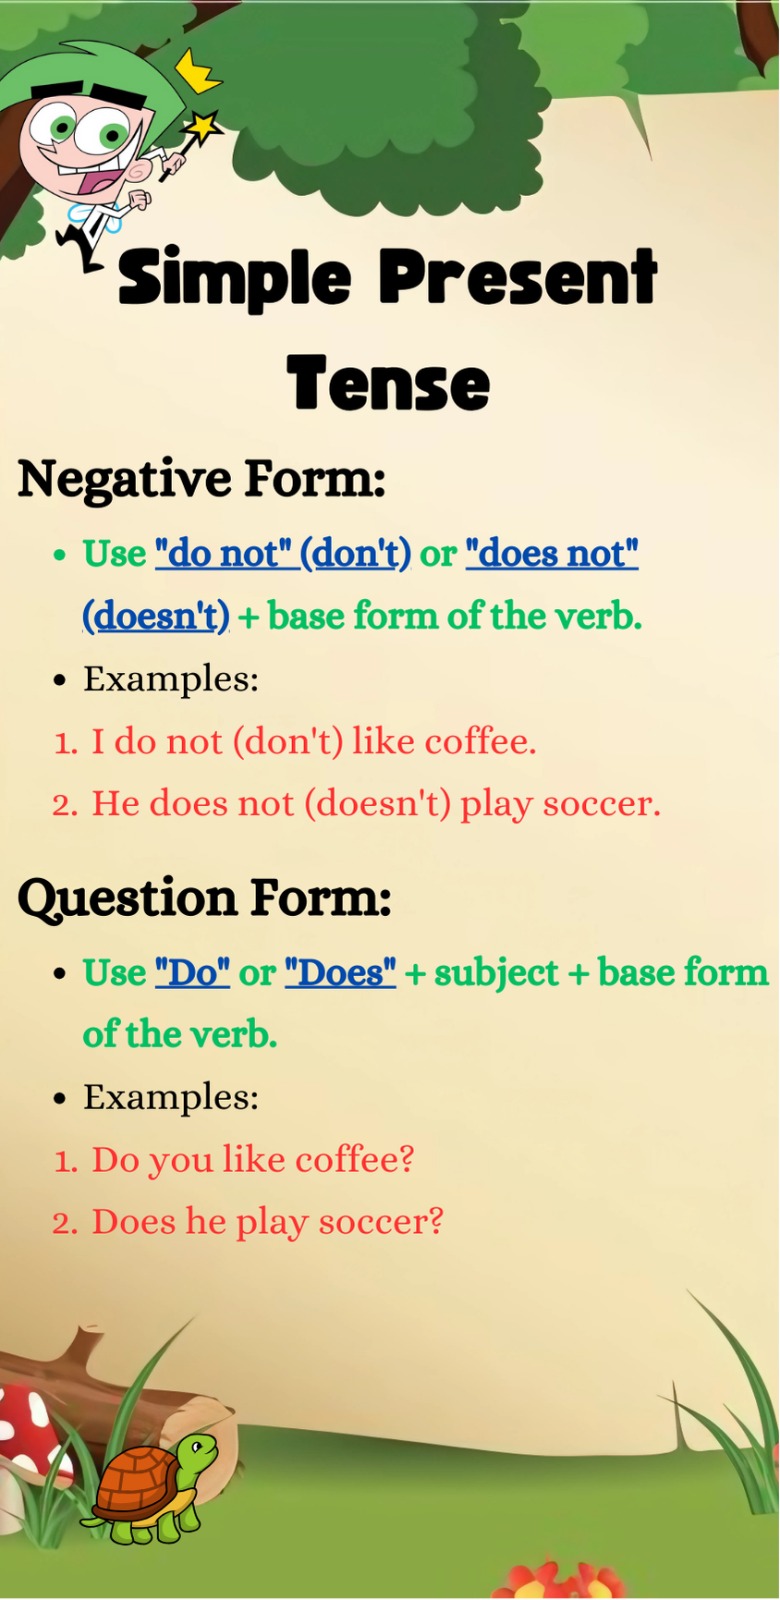 Simple Present
Tense
Negative Form:
• Use "do not" (don't) or "does not"
(doesn't) + base form of the verb.
• Examples:
1. I do not (don't) like coffee.
2. He does not (doesn't) play soccer.
Question Form:
• Use "Do" or "Does" + subject + base form
of the verb.
• Examples:
1. Do you like coffee?
2. Does he play soccer?